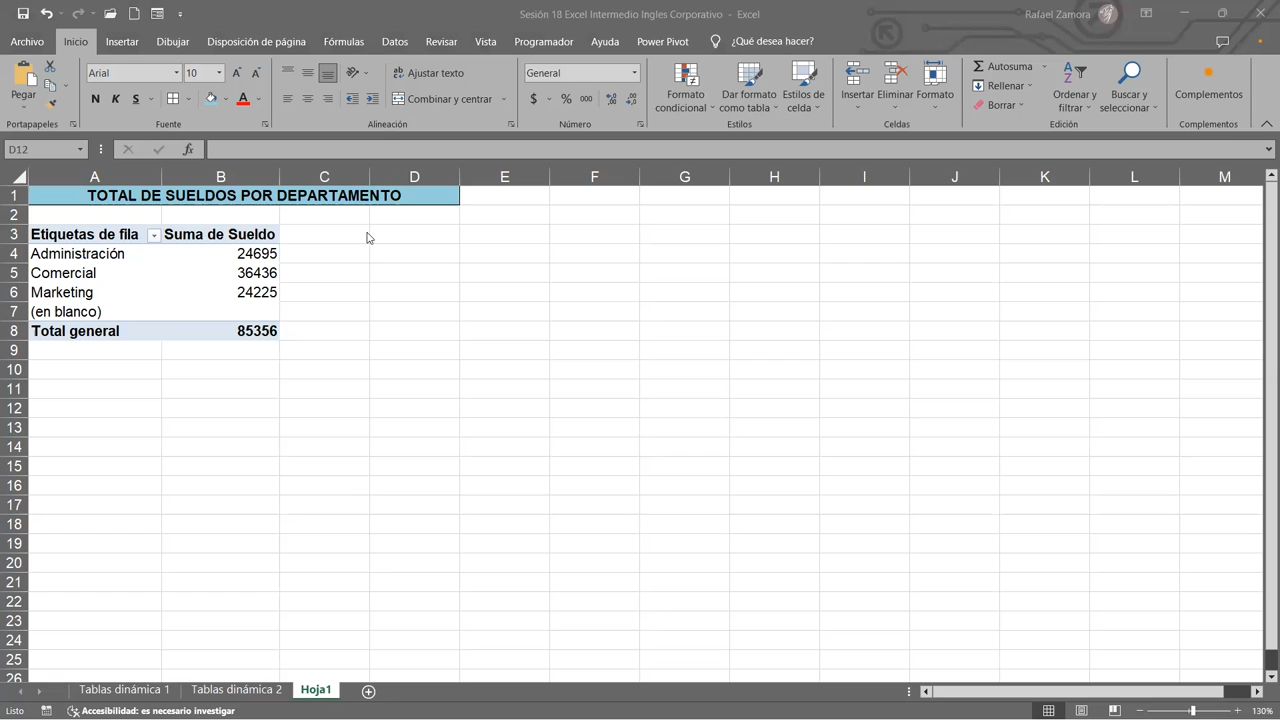 Sesión 18 Excel Intermedio Ingles Corporativo - Excel
Rafael Zamora
Archivo Inicio Insertar Dibujar Disposición de página Fórmulas Datos Revisar Vista Programador Ayuda Power Pivot ¿Qué desea hacer?
Pegar
Portapapeles
Arial 10
N K S
Fuente
Ajustar texto
Combinar y centrar
Alineación
General
$ % 000
Número
Formato condicional
Dar formato como tabla
Estilos de celda
Estilos
Insertar Eliminar Formato
Celdas
Autosuma
Rellenar
Borrar
Ordenar y filtrar
Buscar y seleccionar
Edición
Complementos
Complementos
D12 fx
A B C D E F G H I J K L M
1 TOTAL DE SUELDOS POR DEPARTAMENTO
2
3 Etiquetas de fila Suma de Sueldo
4 Administración 24695
5 Comercial 36436
6 Marketing 24225
7 (en blanco)
8 Total general 85356
9
10
11
12
13
14
15
16
17
18
19
20
21
22
23
24
25
26
Tablas dinámica 1 Tablas dinámica 2 Hoja1
Listo Accesibilidad: es necesario investigar 130%